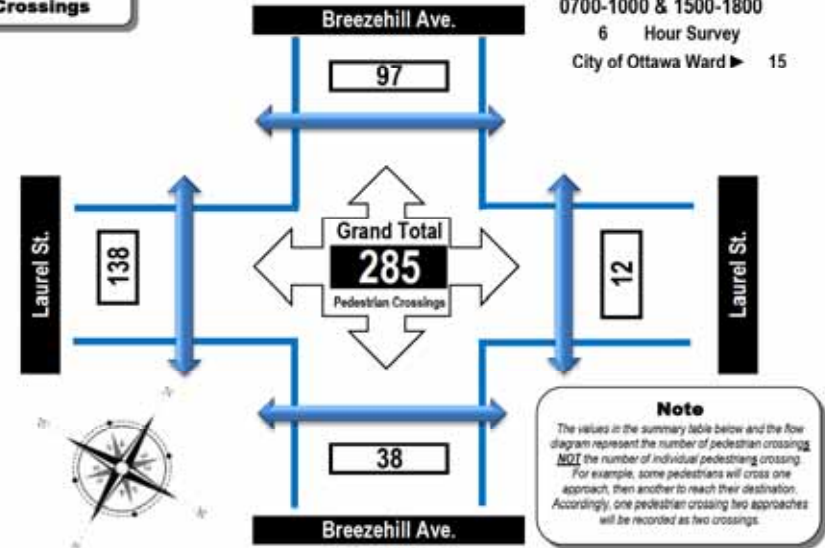 Crossings
Breezehill Ave.
0700-1000 & 1500-1800
6 Hour Survey
City of Ottawa Ward ► 15
97
Laurel St.
138
Grand Total
285
Pedestrian Crossings
12
Laurel St.
38
Breezehill Ave.
Note
The values in the summary table below and the flow
diagram represent the number of pedestrian crossings
NOT the number of individual pedestrians crossing.
For example, some pedestrians will cross one
approach, then another to reach their destination.
Accordingly, one pedestrian crossing two approaches
will be recorded as two crossings.